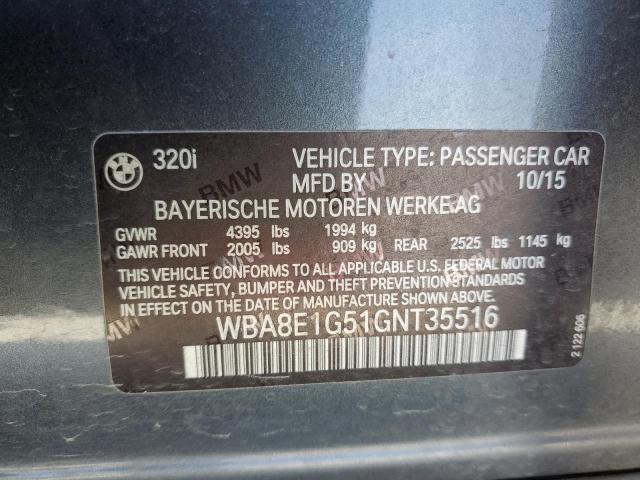 BMW
320i VEHICLE TYPE: PASSENGER CAR
MFD BY 10/15
BAYERISCHE MOTOREN WERKE AG
GVWR 4395 lbs 1994 kg
GAWR FRONT 2005 lbs 909 kg REAR 2525 lbs 1145 kg
THIS VEHICLE CONFORMS TO ALL APPLICABLE U.S. FEDERAL MOTOR
VEHICLE SAFETY, BUMPER AND THEFT PREVENTION STANDARDS
IN EFFECT ON THE DATE OF MANUFACTURE SHOWN ABOVE.
WBA8E1G51GNT35516
2 122 606